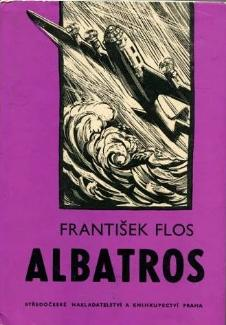 FRANTIŠEK FLOS
ALBATROS
STŘEDOČESKÉ NAKLADATELSTVÍ A KNIHKUPECTVÍ PRAHA